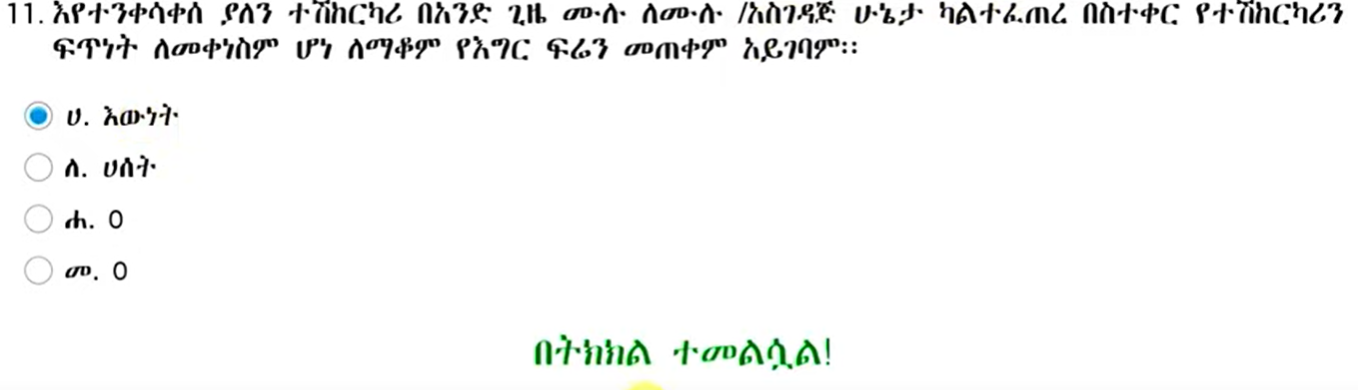 11. እየተንቀሳቀሰ ያለን ተሽከርካሪ በአንድ ጊዜ ሙሉ ለሙሉ /አስገዳጅ ሁኔታ ካልተፈጠረ በስተቀር የተሽከርካሪን
ፍጥነት ለመቀነስም ሆነ ለማቆም የእግር ፍሬን መጠቀም አይገባም፡፡
ሀ. እውነት
ለ. ሀሰት
ሐ. 0
መ. 0
በትክክል ተመልሷል!